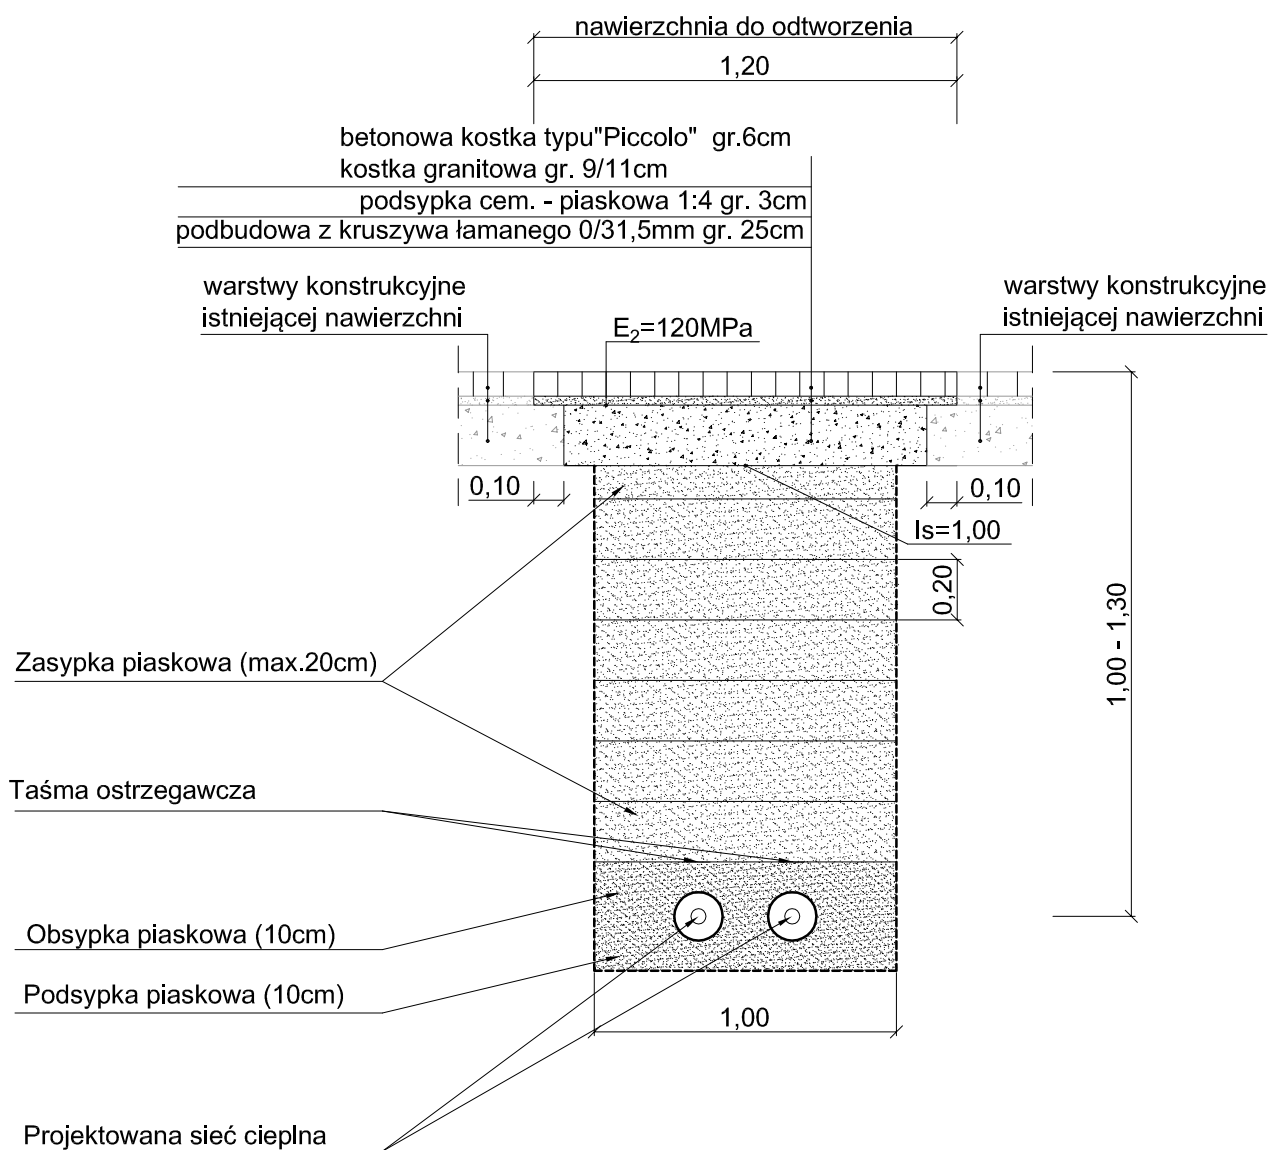 nawierzchnia do odtworzenia
1,20
betonowa kostka typu"Piccolo" gr.6cm
kostka granitowa gr. 9/11cm
podsypka cem. - piaskowa 1:4 gr. 3cm
podbudowa z kruszywa łamanego 0/31,5mm gr. 25cm
warstwy konstrukcyjne
istniejącej nawierzchni
warstwy konstrukcyjne
istniejącej nawierzchni
E2=120MPa
0,10
0,10
Is=1,00
0,20
1,00 - 1,30
Zasypka piaskowa (max.20cm)
Taśma ostrzegawcza
Obsypka piaskowa (10cm)
Podsypka piaskowa (10cm)
1,00
Projektowana sieć cieplna